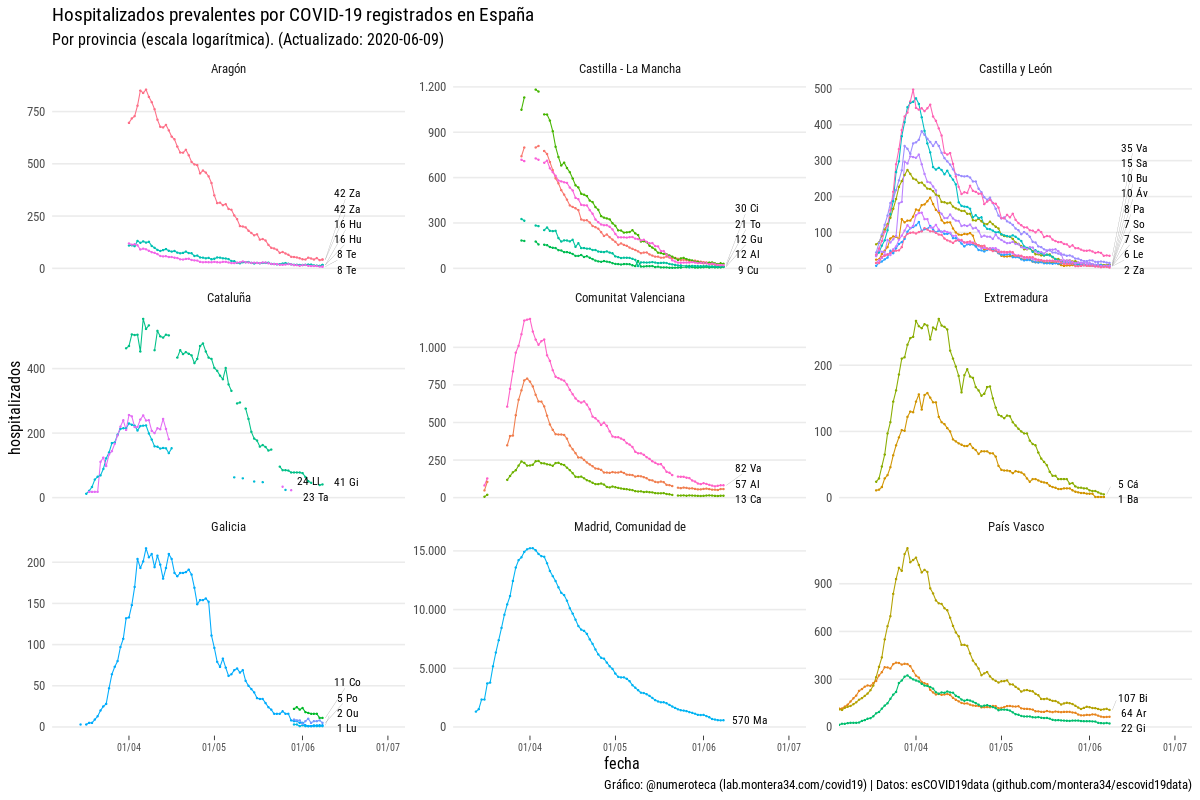 Hospitalizados prevalentes por COVID-19 registrados en España
Por provincia (escala logarítmica). (Actualizado: 2020-06-09)
hospitalizados
Aragón
750
500
250
0
42 Za
42 Za
16 Hu
16 Hu
8 Te
8 Te
Castilla - La Mancha
1.200
900
600
300
0
30 Ci
21 To
12 Gu
12 Al
9 Cu
Castilla y León
500
400
300
200
100
0
35 Va
15 Sa
10 Bu
10 Áv
8 Pa
7 So
7 Se
6 Le
2 Za
Cataluña
400
200
0
24 LL 41 Gi
23 Ta
Comunitat Valenciana
1.000
750
500
250
0
82 Va
57 Al
13 Ca
Extremadura
200
100
0
5 Cá
1 Ba
Galicia
200
150
100
50
0
11 Co
5 Po
2 Ou
1 Lu
01/04 01/05 01/06 01/07
Madrid, Comunidad de
15.000
10.000
5.000
0
570 Ma
01/04 01/05 01/06 01/07
País Vasco
900
600
300
0
107 Bi
64 Ar
22 Gi
01/04 01/05 01/06 01/07
fecha
Gráfico: @numeroteca (lab.montera34.com/covid19) | Datos: esCOVID19data (github.com/montera34/escovid19data)